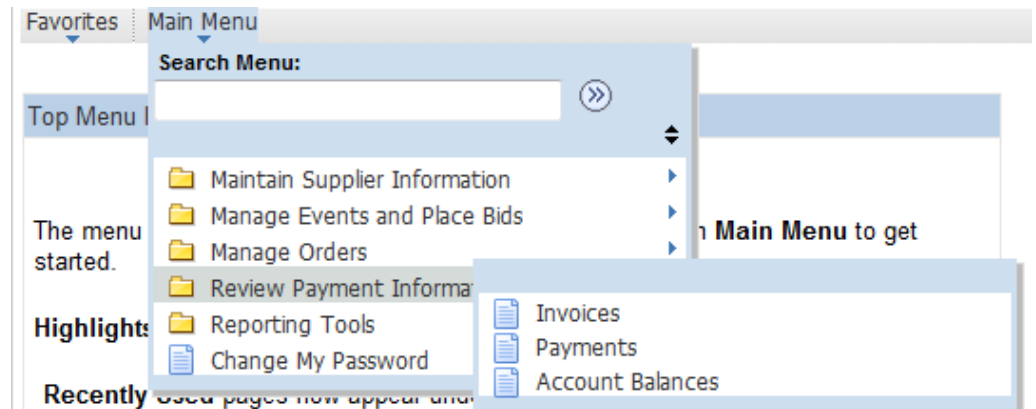 Favorites Main Menu
Search Menu:
Top Menu
Maintain Supplier Information
Manage Events and Place Bids
The menu Main Menu to get
Manage Orders
started.
Review Payment
Invoices
Highlights
Reporting Tools
Payments
Change My Password
Account Balances
Recently Used pages now appear